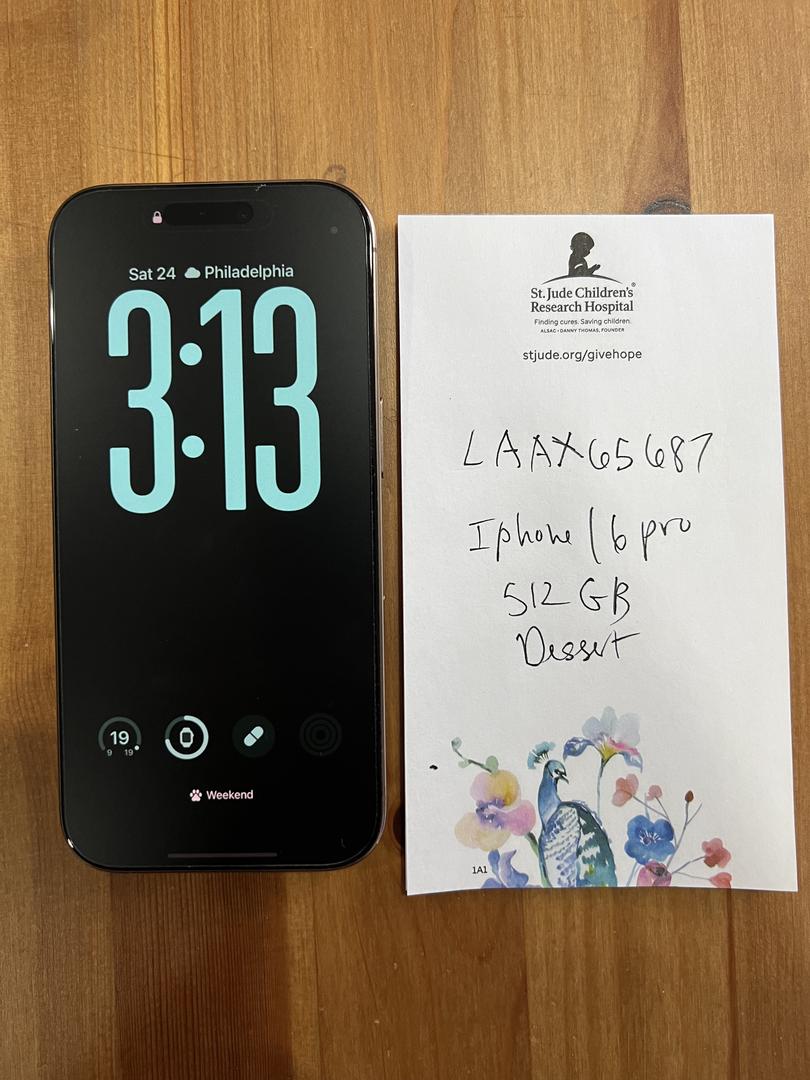 Sat 24 Philadelphia
3:13
19
9 19
Weekend
St. Jude Children's®
Research Hospital
Finding cures. Saving children.
ALSAC • DANNY THOMAS, FOUNDER
stjude.org/givehope
LAAX65687
Iphone 16 pro
512 GB
Dessert
1A1